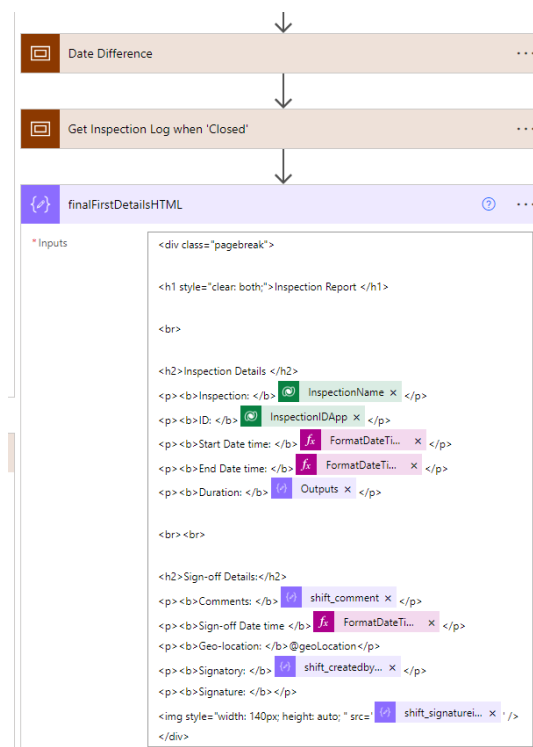 Date Difference
...
Get Inspection Log when 'Closed'
...
finalFirstDetailsHTML ? ...
* Inputs
<div class="pagebreak">
<h1 style="clear: both;">Inspection Report </h1>
<br>
<h2>Inspection Details </h2>
<p><b>Inspection: </b> InspectionName × </p>
<p><b>ID: </b> InspectionIDApp × </p>
<p><b>Start Date time: </b> fx FormatDateTi... × </p>
<p><b>End Date time: </b> fx FormatDateTi... × </p>
<p><b>Duration: </b> Outputs × </p>
<br><br>
<h2>Sign-off Details:</h2>
<p><b>Comments: </b> shift_comment × </p>
<p><b>Sign-off Date time </b> fx FormatDateTi... × </p>
<p><b>Geo-location: </b>@geoLocation</p>
<p><b>Signatory: </b> shift_createdby... × </p>
<p><b>Signature: </b></p>
<img style="width: 140px; height: auto; " src=' shift_signaturei... × ' />
</div>